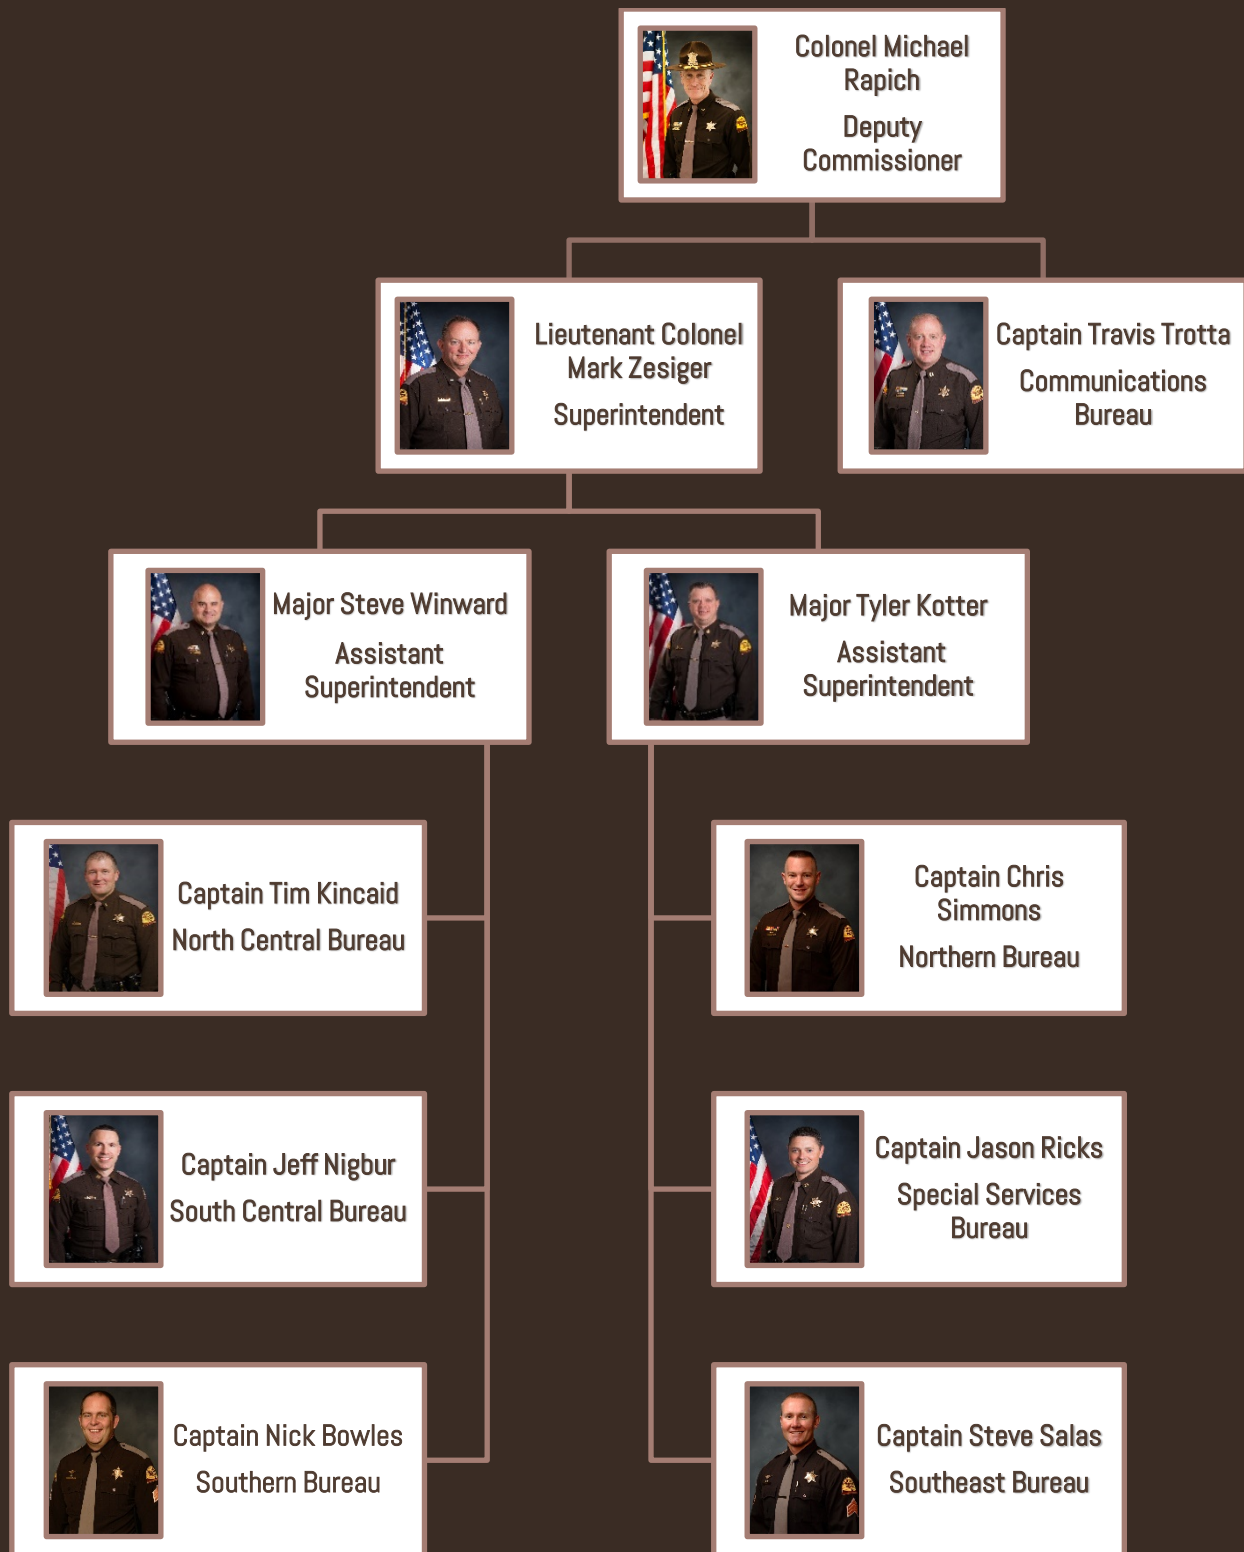 Colonel Michael
Rapich
Deputy
Commissioner
Lieutenant Colonel
Mark Zesiger
Superintendent
Captain Travis Trotta
Communications
Bureau
Major Steve Winward
Assistant
Superintendent
Major Tyler Kotter
Assistant
Superintendent
Captain Tim Kincaid
North Central Bureau
Captain Chris
Simmons
Northern Bureau
Captain Jeff Nigbur
South Central Bureau
Captain Jason Ricks
Special Services
Bureau
Captain Nick Bowles
Southern Bureau
Captain Steve Salas
Southeast Bureau